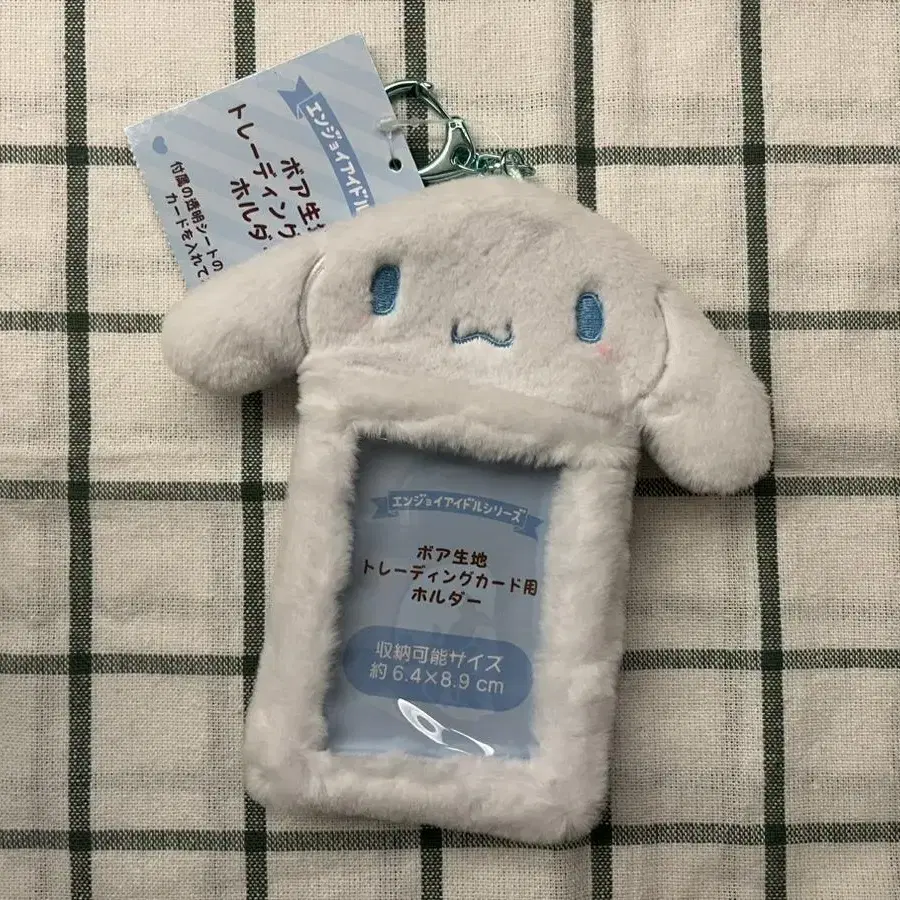 エンジョイアイドル
ボア生
トレーディング
ホルダ
付属の透明シートの
カードを入れて
エンジョイアイドルシリーズ
ボア生地
トレーディングカード用
ホルダー
収納可能サイズ
約 6.4×8.9 cm